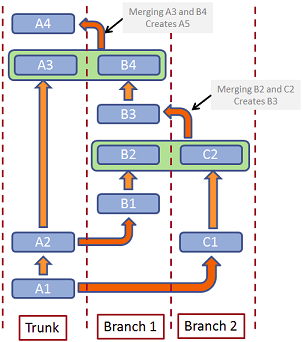 A4
Merging A3 and B4
Creates A5
A3
B4
B3
Merging B2 and C2
Creates B3
B2
C2
B1
A2
C1
A1
Trunk
Branch 1
Branch 2